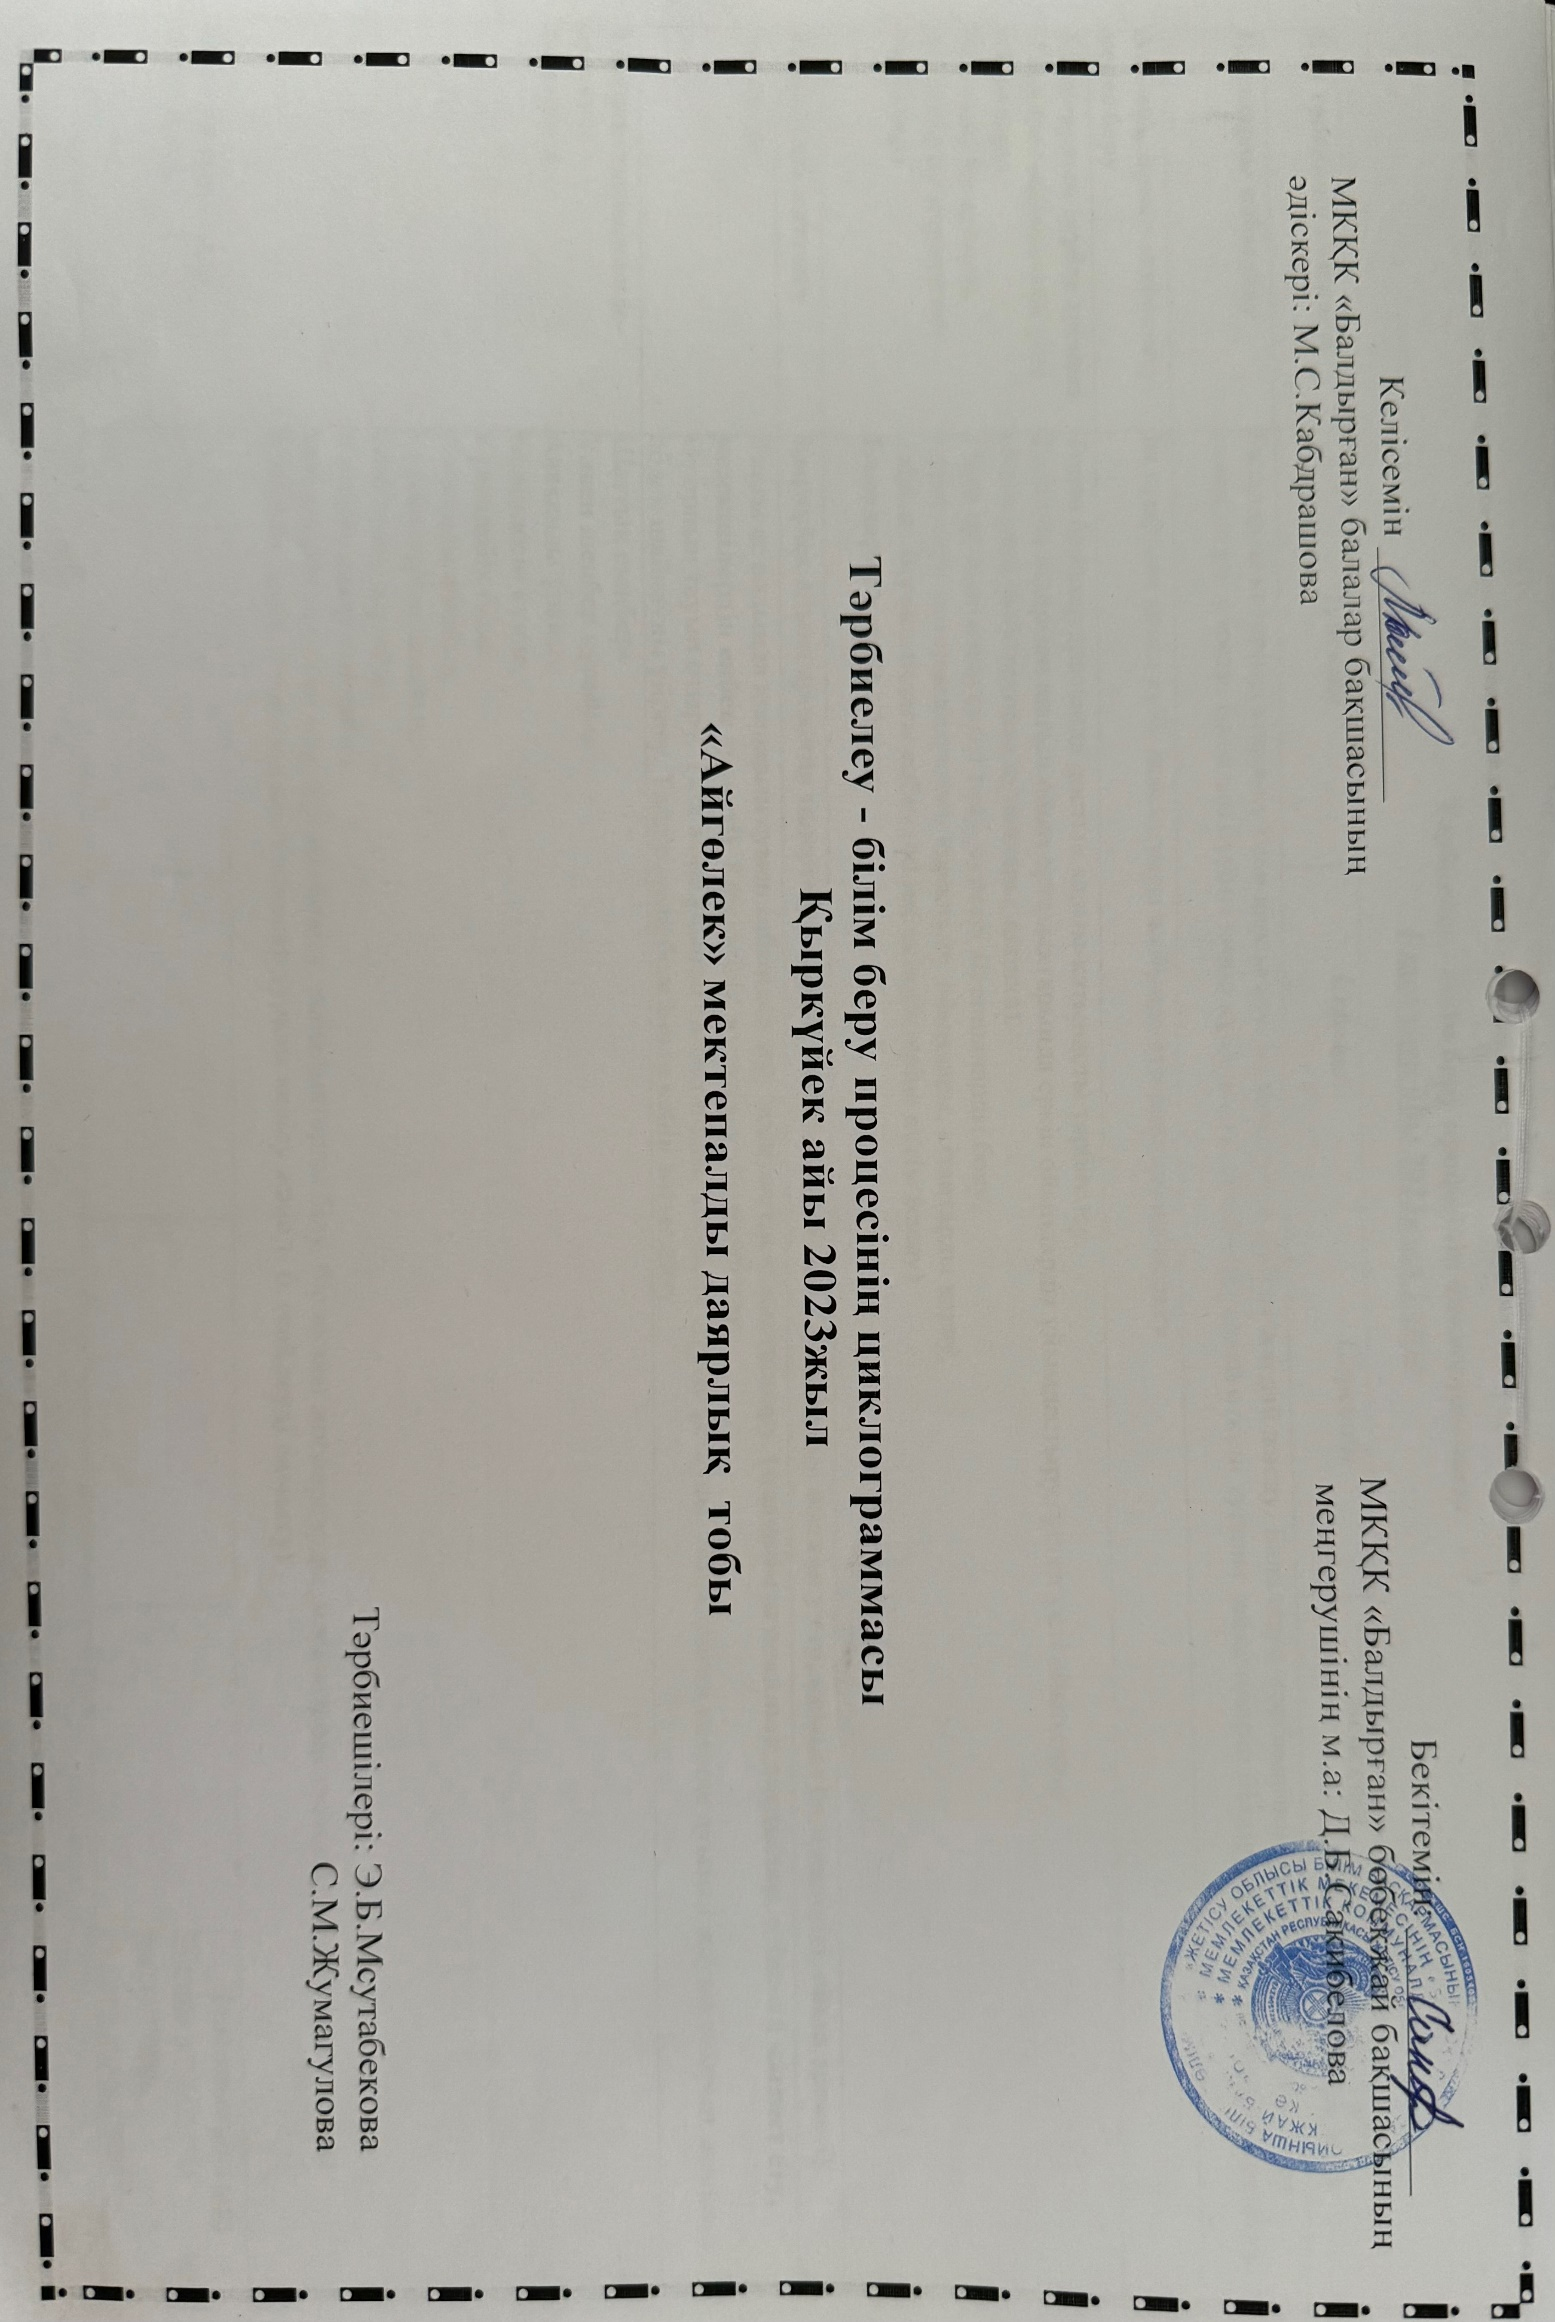 Келісемін
МКҚК «Балдырған» балалар бақшасының
әдіскері: М.С.Кабдрашова
Бекітемін:
МКҚК «Балдырған» бөбекжай бақшасының
меңгерушінің м.а: Д.Б.Сакибелова
Тәрбиелеу - білім беру процесінің циклограммасы
Қыркүйек айы 2023жыл
«Айгөлек» мектепалды даярлық тобы
Тәрбиешілері: Э.Б.Мсутабекова
С.М.Жумагулова